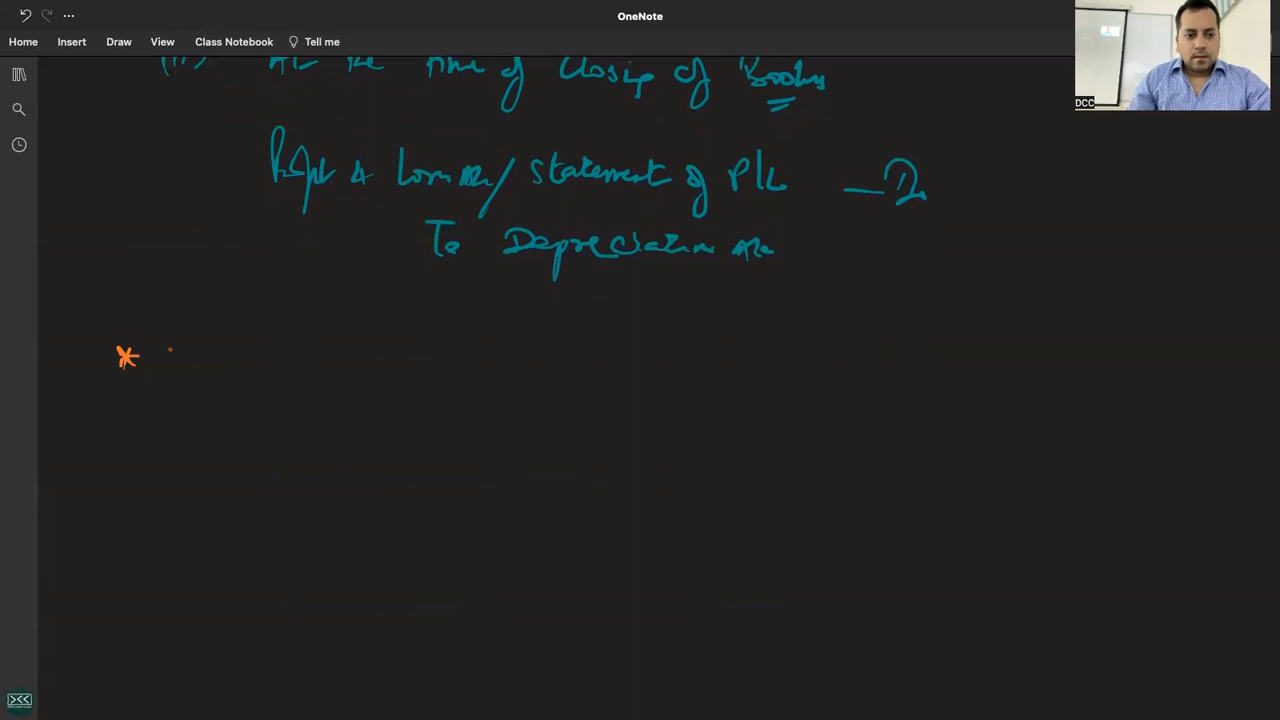 OneNote
Home Insert Draw View Class Notebook Tell me
(ii) At the time of Closing of Books
Profit & Loss A/c / Statement of P/L — Dr
To Depreciation A/c
*
DCC